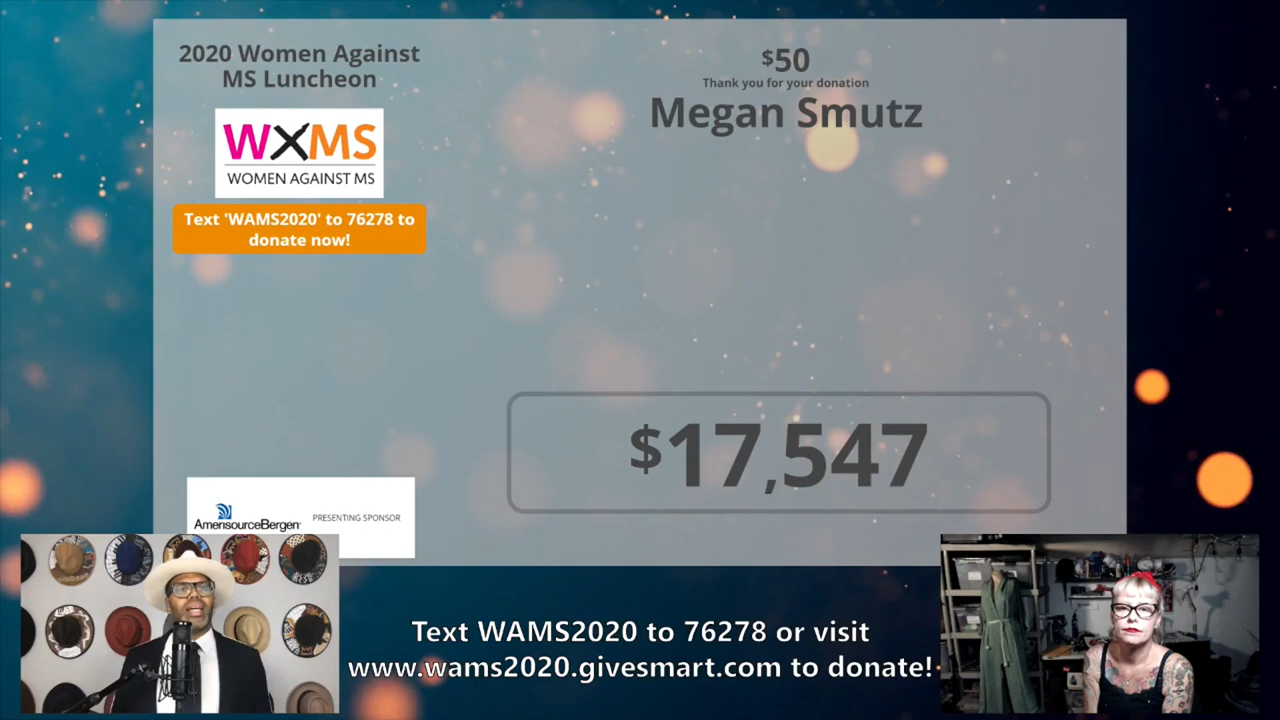 2020 Women Against
MS Luncheon
WXMS
WOMEN AGAINST MS
Text 'WAMS2020' to 76278 to
donate now!
$50
Thank you for your donation
Megan Smutz
$17,547
AmerisourceBergen
PRESENTING SPONSOR
Text WAMS2020 to 76278 or visit
www.wams2020.givesmart.com to donate!